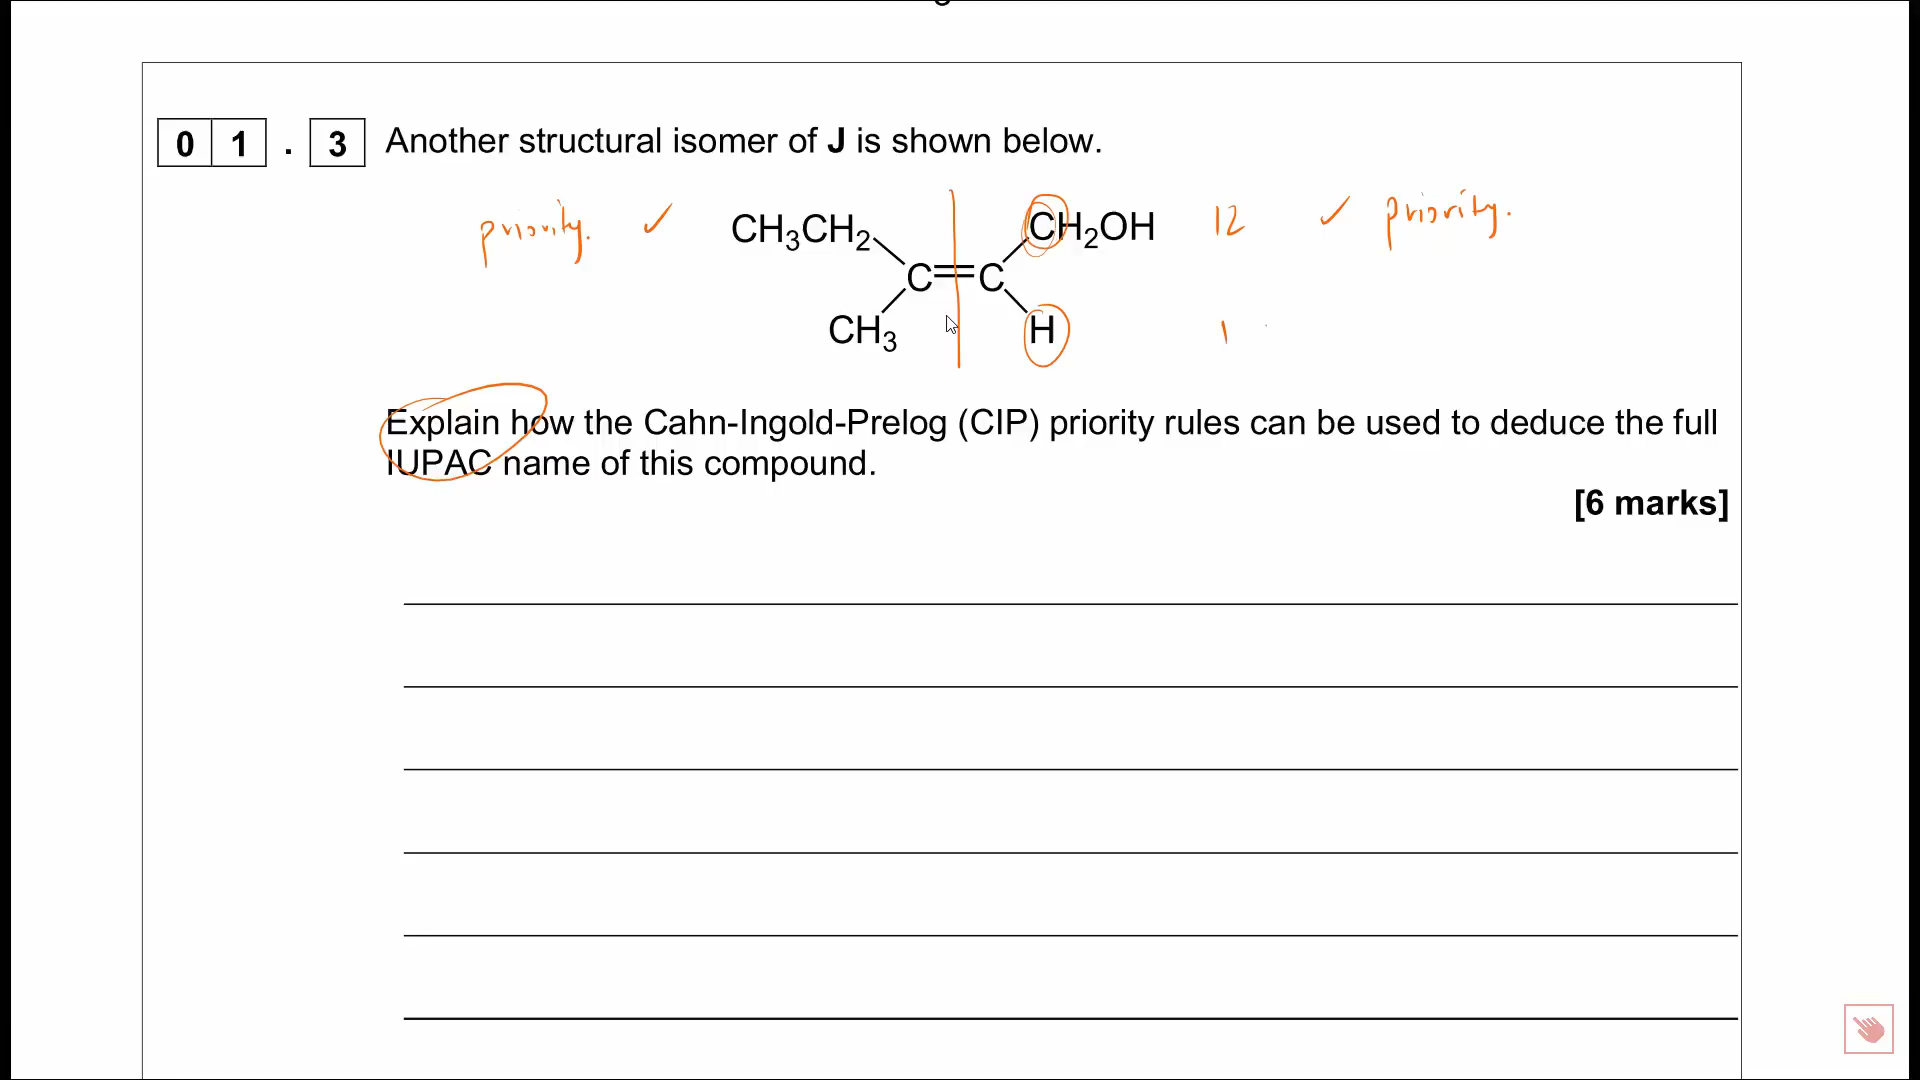 0 1 . 3 Another structural isomer of J is shown below.
priority. ✓ CH₃CH₂ CH₂OH 12 ✓ priority.
C=C
CH₃ H 1
Explain how the Cahn-Ingold-Prelog (CIP) priority rules can be used to deduce the full
IUPAC name of this compound.
[6 marks]